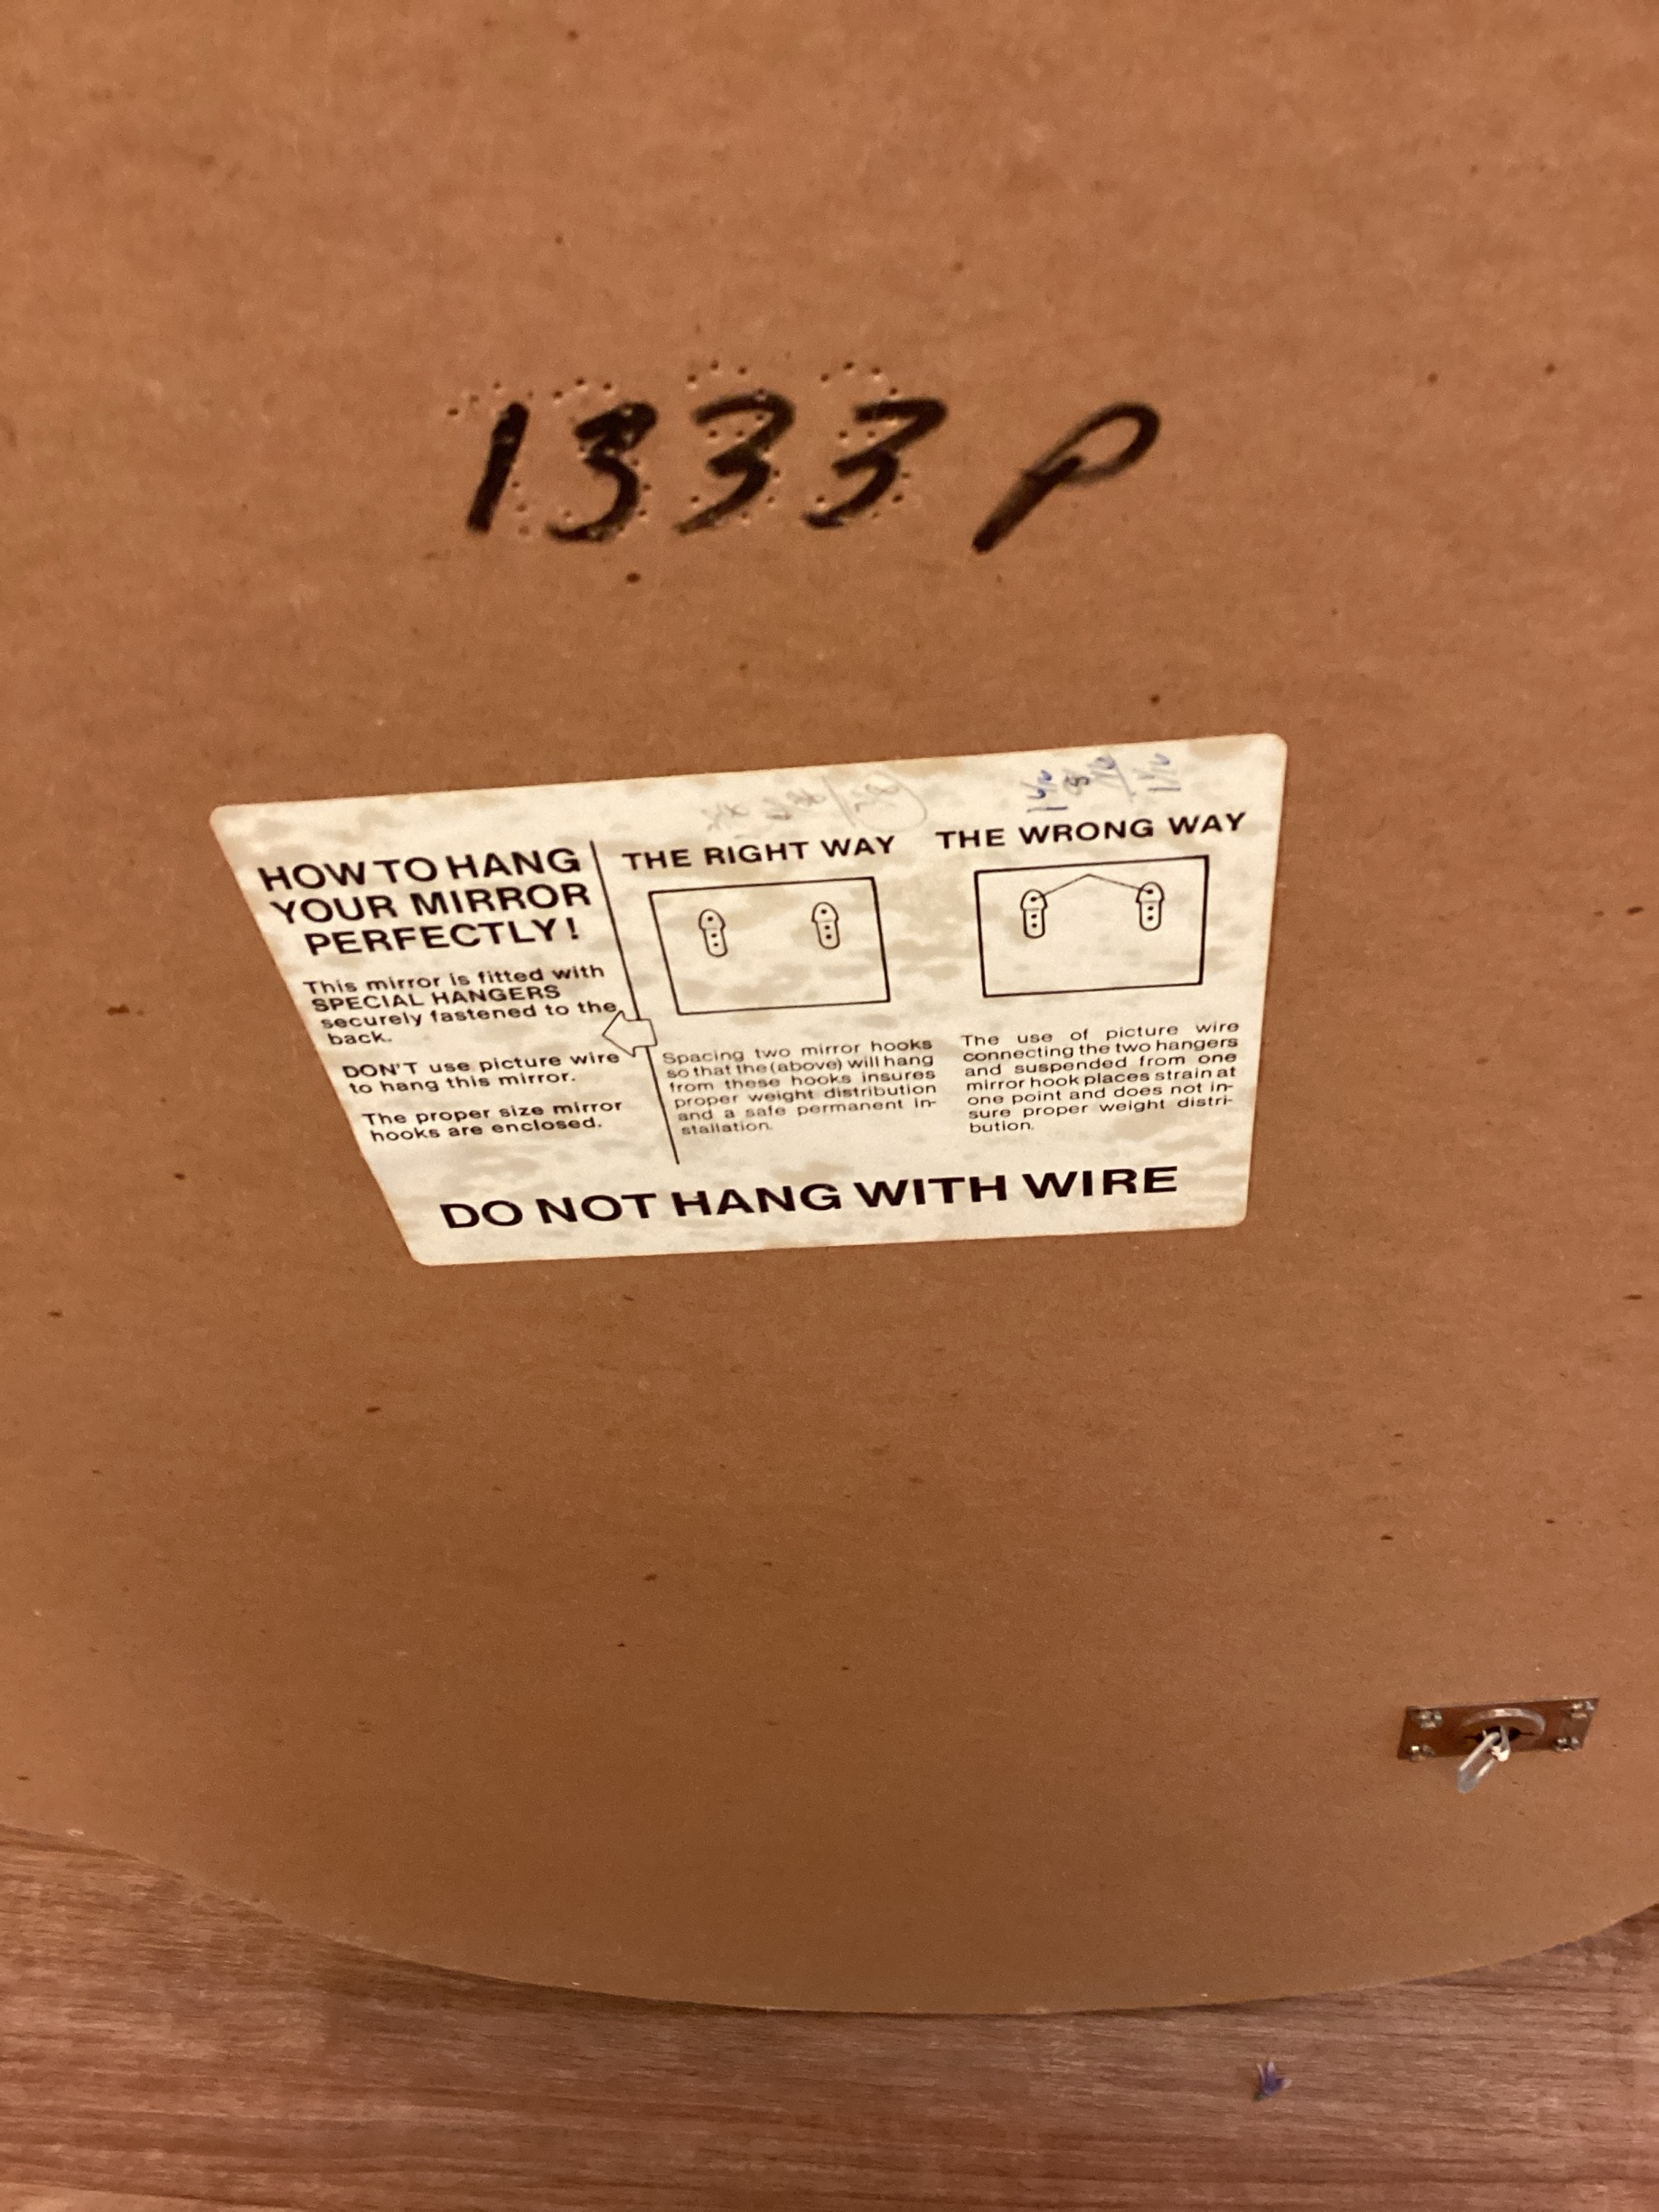 1333 P
HOW TO HANG
YOUR MIRROR
PERFECTLY!
This mirror is fitted with
SPECIAL HANGERS
securely fastened to the
back.
DON'T use picture wire
to hang this mirror.
The proper size mirror
hooks are enclosed.
THE RIGHT WAY
Spacing two mirror hooks
so that the (above) will hang
from these hooks insures
proper weight distribution
and a safe permanent in-
stallation.
THE WRONG WAY
The use of picture wire
connecting the two hangers
and suspended from one
mirror hook places strain at
one point and does not in-
sure proper weight distri-
bution.
DO NOT HANG WITH WIRE